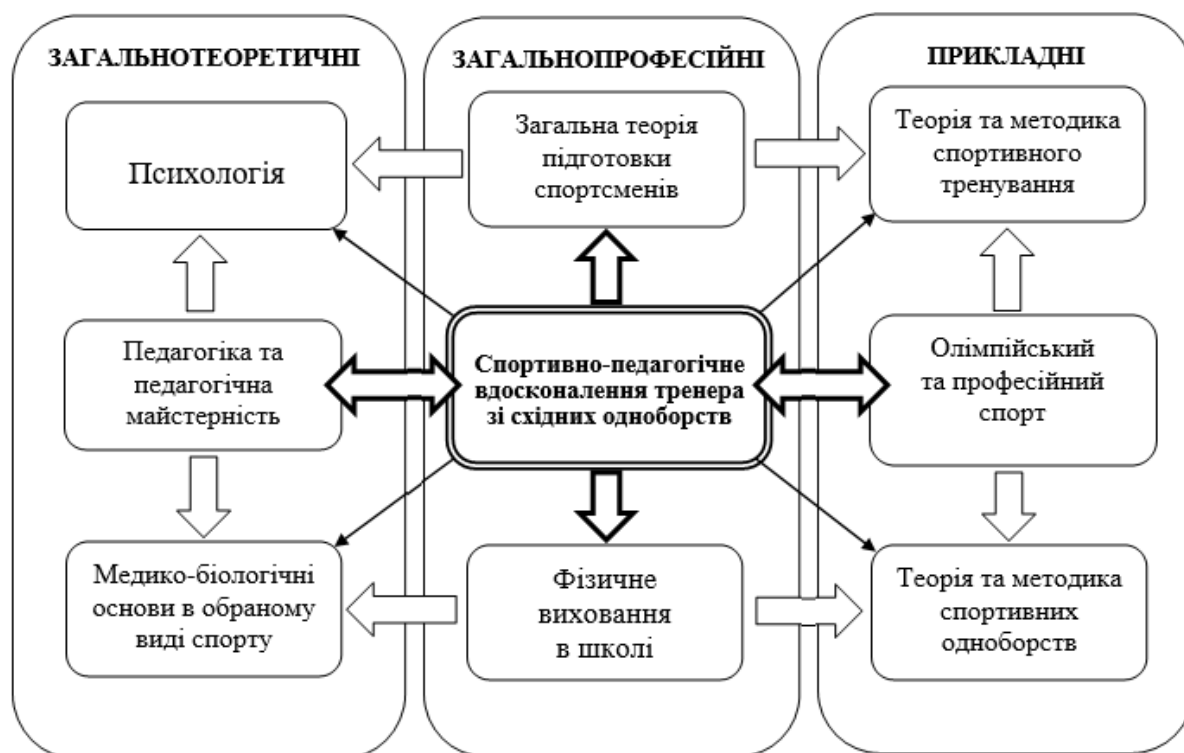 ЗАГАЛЬНОТЕОРЕТИЧНІ
Психологія
Педагогіка та
педагогічна
майстерність
Медико-біологічні
основи в обраному
виді спорту
ЗАГАЛЬНОПРОФЕСІЙНІ
Загальна теорія
підготовки
спортсменів
Спортивно-педагогічне
вдосконалення тренера
зі східних одноборств
Фізичне
виховання
в школі
ПРИКЛАДНІ
Теорія та методика
спортивного
тренування
Олімпійський
та професійний
спорт
Теорія та методика
спортивних
одноборств